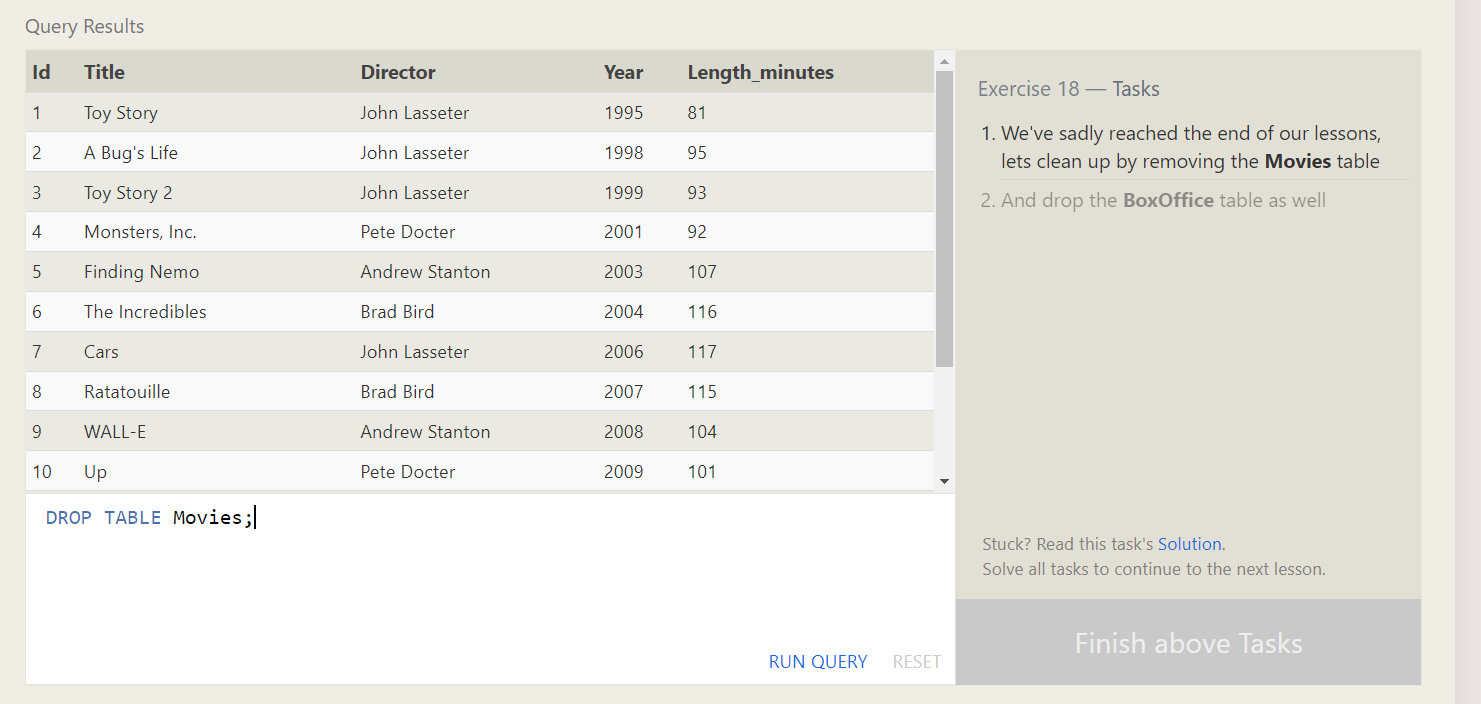 Query Results
Id Title Director Year Length_minutes
1 Toy Story John Lasseter 1995 81
2 A Bug's Life John Lasseter 1998 95
3 Toy Story 2 John Lasseter 1999 93
4 Monsters, Inc. Pete Docter 2001 92
5 Finding Nemo Andrew Stanton 2003 107
6 The Incredibles Brad Bird 2004 116
7 Cars John Lasseter 2006 117
8 Ratatouille Brad Bird 2007 115
9 WALL-E Andrew Stanton 2008 104
10 Up Pete Docter 2009 101
DROP TABLE Movies;
RUN QUERY RESET
Exercise 18 — Tasks
1. We've sadly reached the end of our lessons,
lets clean up by removing the Movies table
2. And drop the BoxOffice table as well
Stuck? Read this task's Solution.
Solve all tasks to continue to the next lesson.
Finish above Tasks